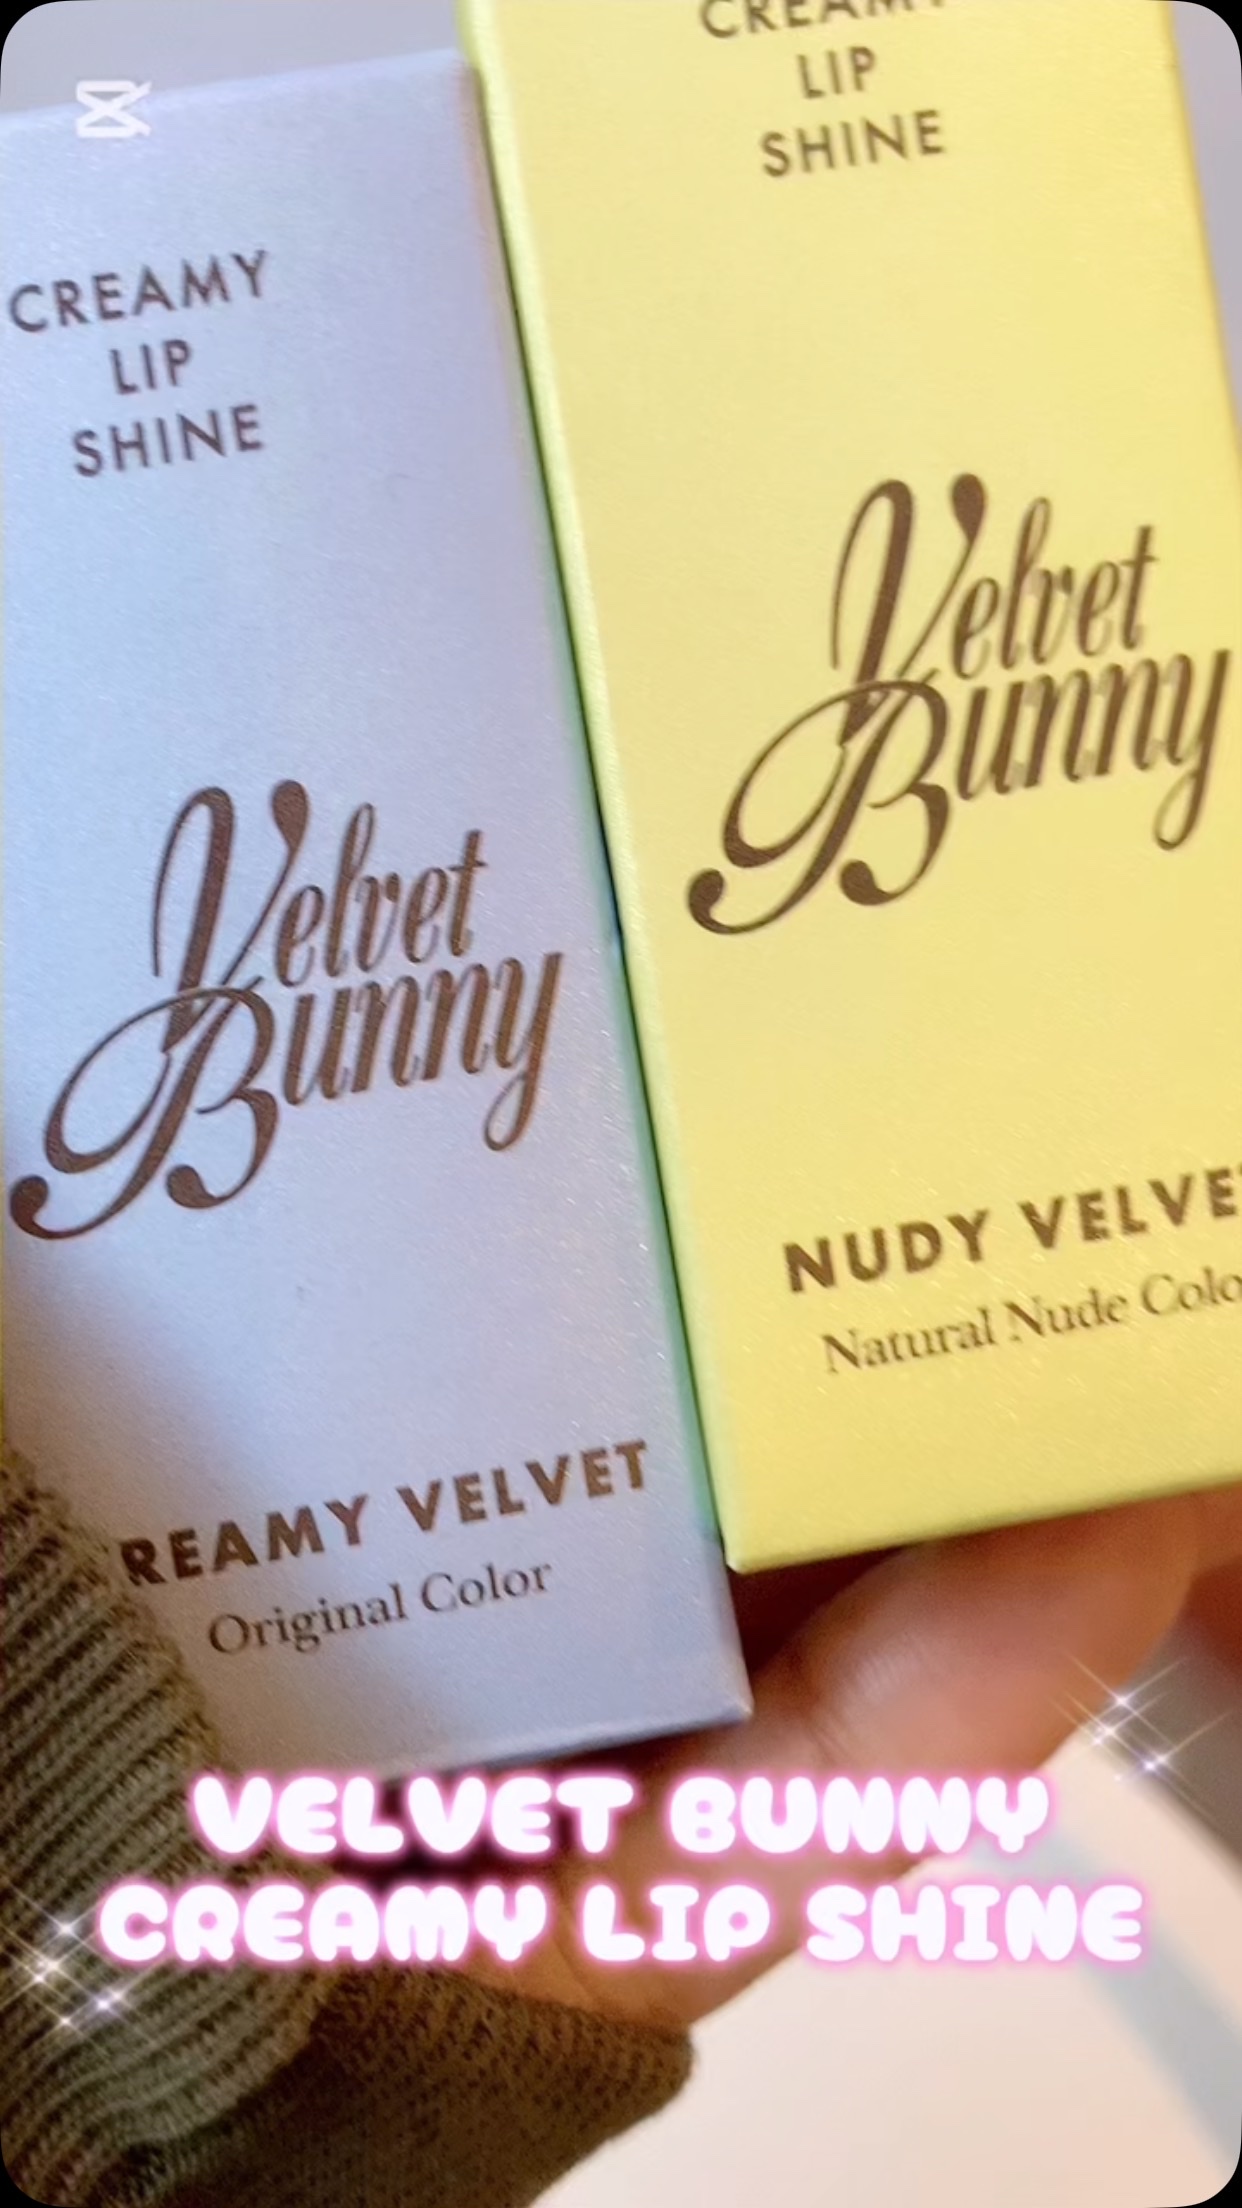 CREAMY
LIP
SHINE
Velvet
Bunny
REAMY VELVET
Original Color
CREAMY
LIP
SHINE
Velvet
Bunny
NUDY VELVE
Natural Nude Colo
VELVET BUNNY
CREAMY LIP SHINE